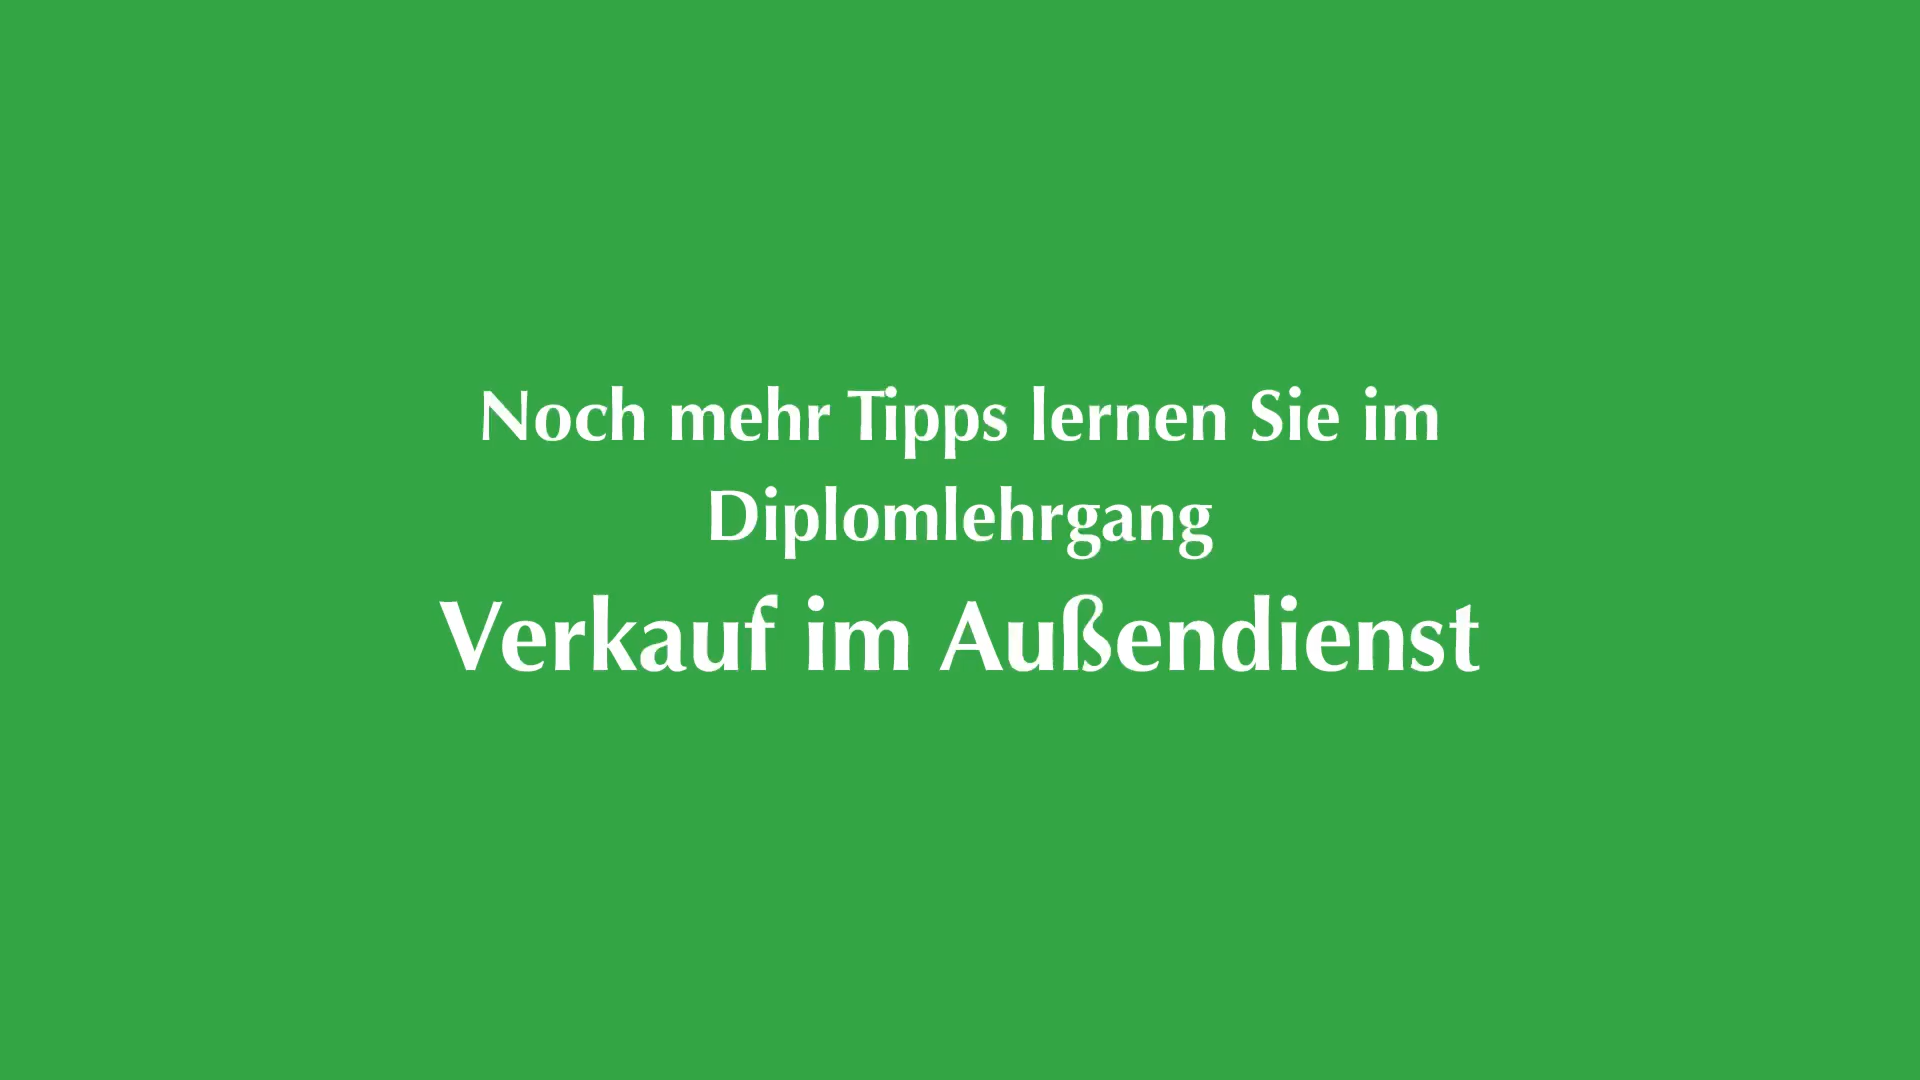 Noch mehr Tipps lernen Sie im
Diplomlehrgang
Verkauf im Außendienst